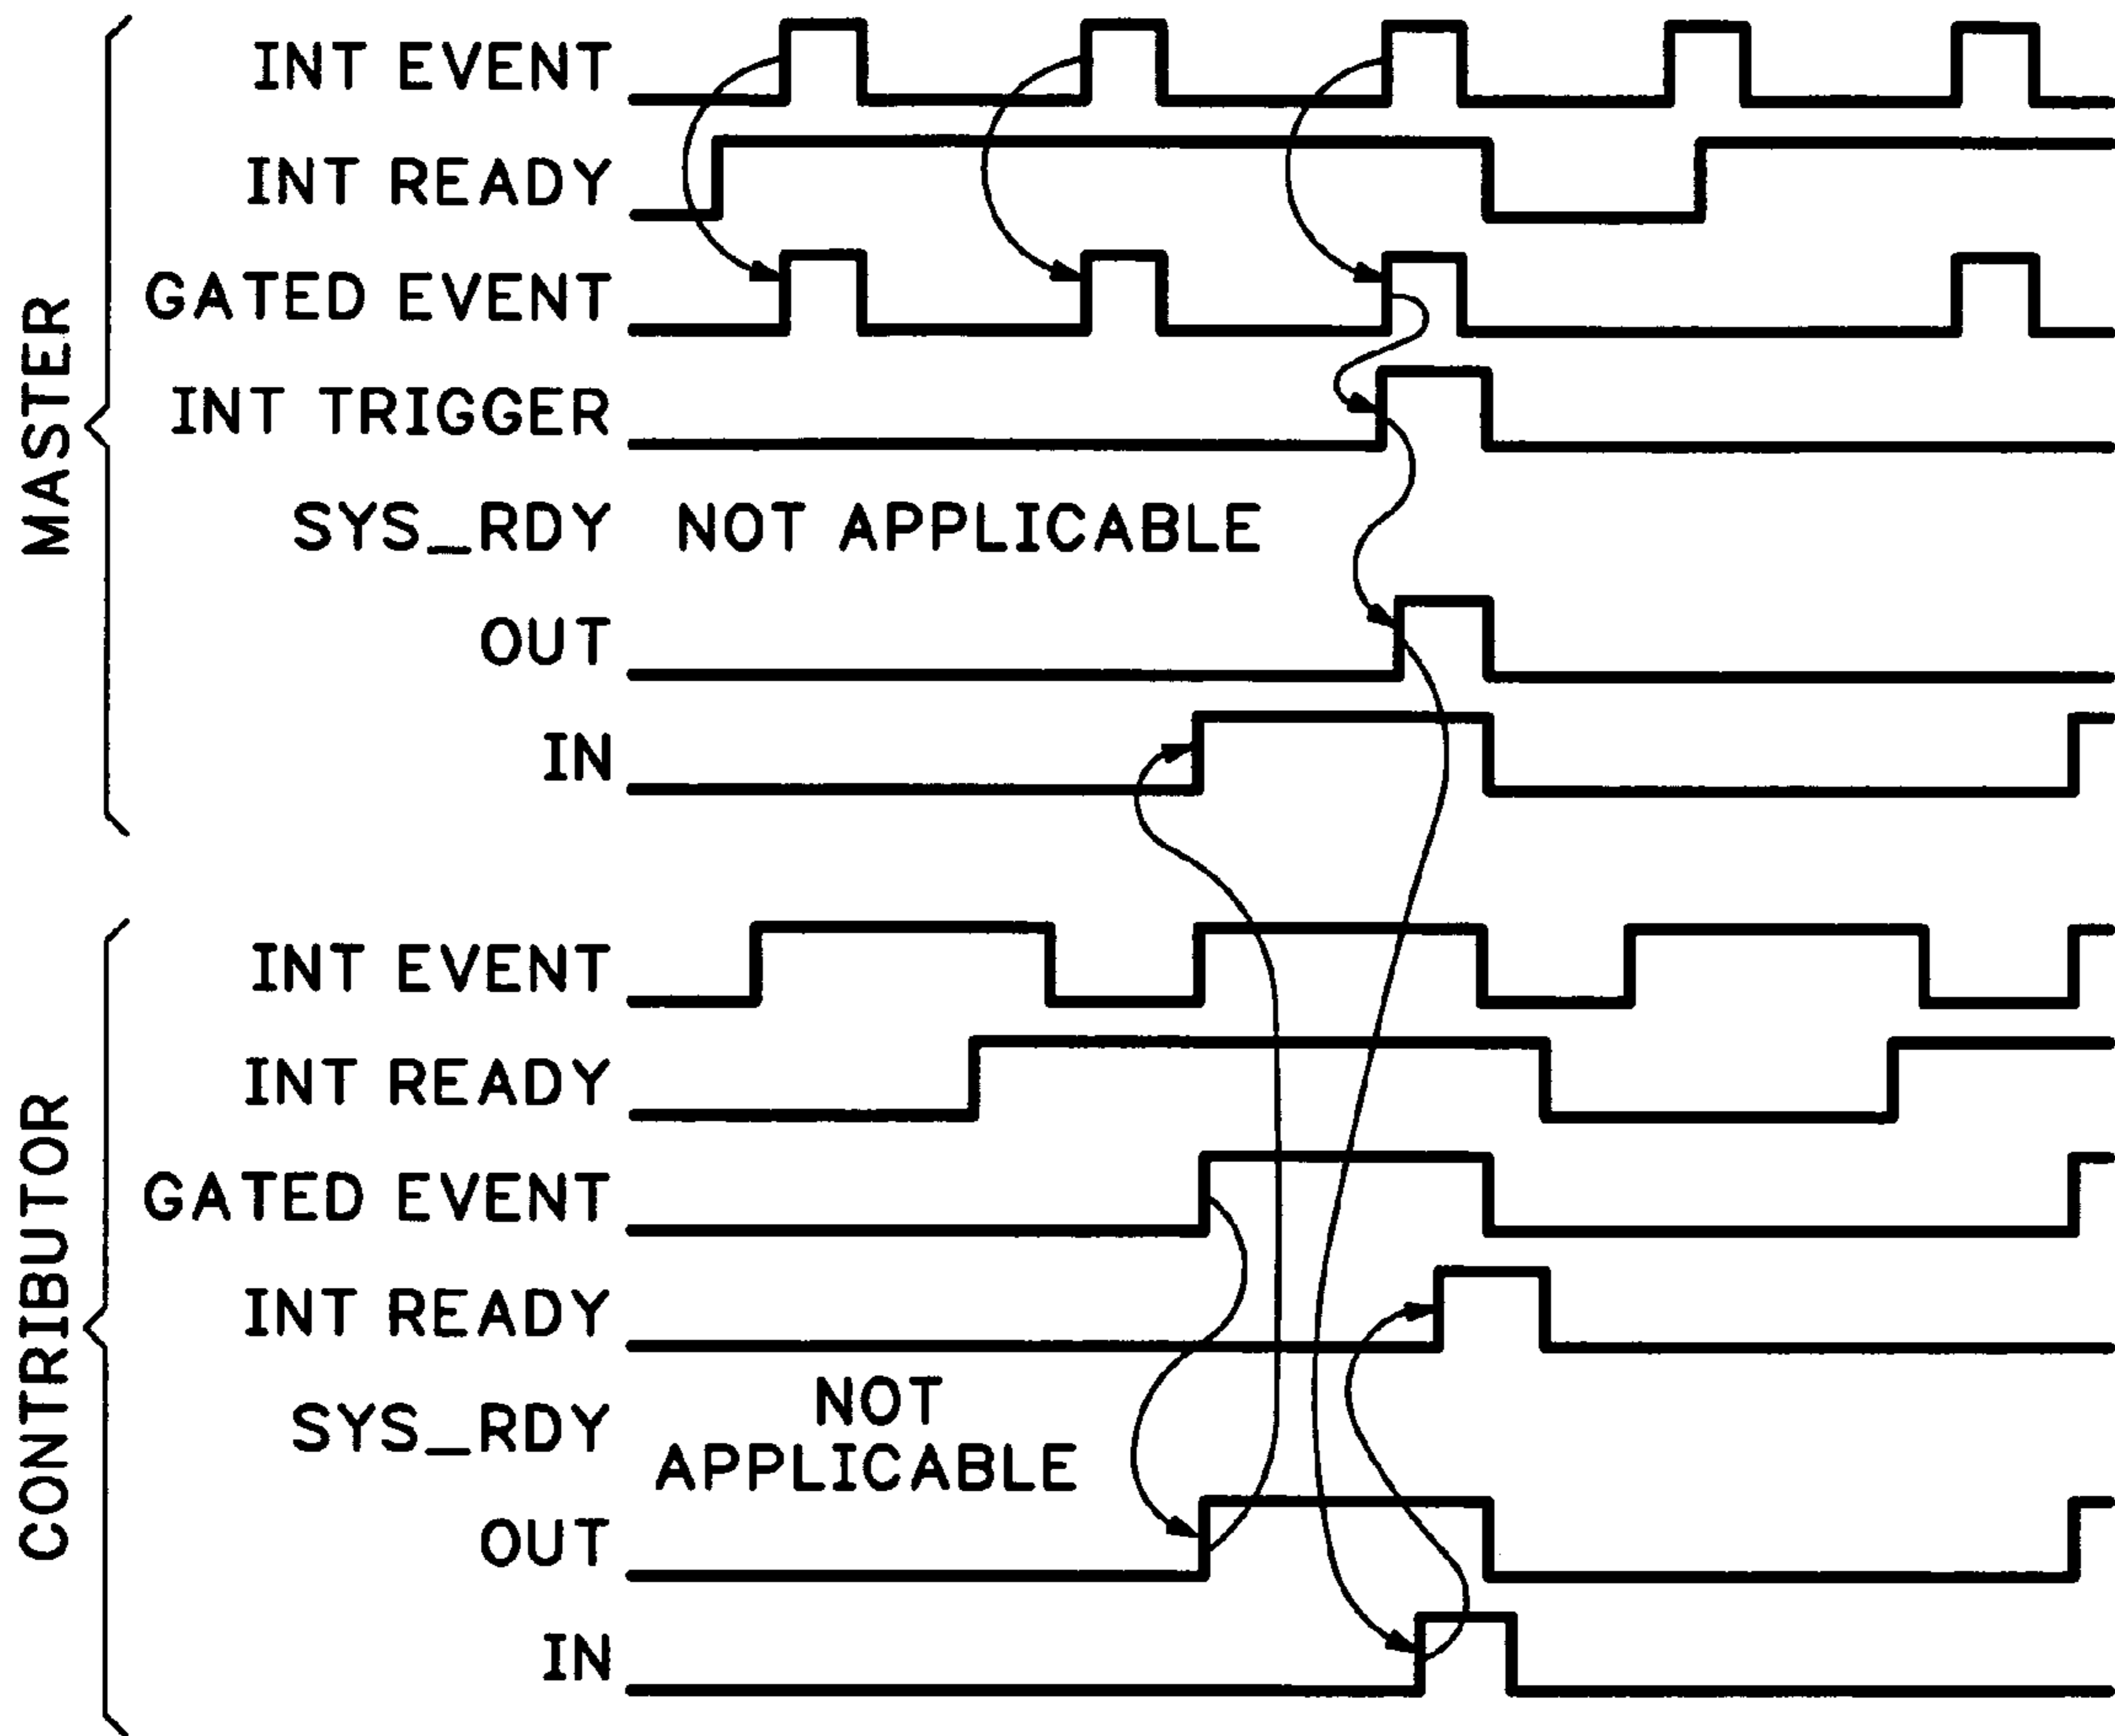 MASTER
INT EVENT
INT READY
GATED EVENT
INT TRIGGER
SYS_RDY NOT APPLICABLE
OUT
IN
CONTRIBUTOR
INT EVENT
INT READY
GATED EVENT
INT READY
SYS_RDY
NOT
APPLICABLE
OUT
IN